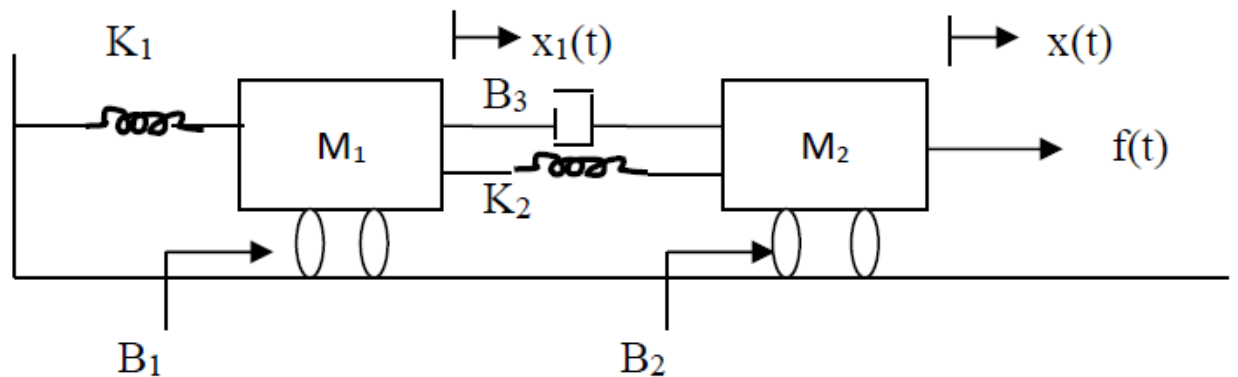 K₁
x₁(t)
x(t)
B₃
M₁
M₂
f(t)
K₂
B₁
B₂